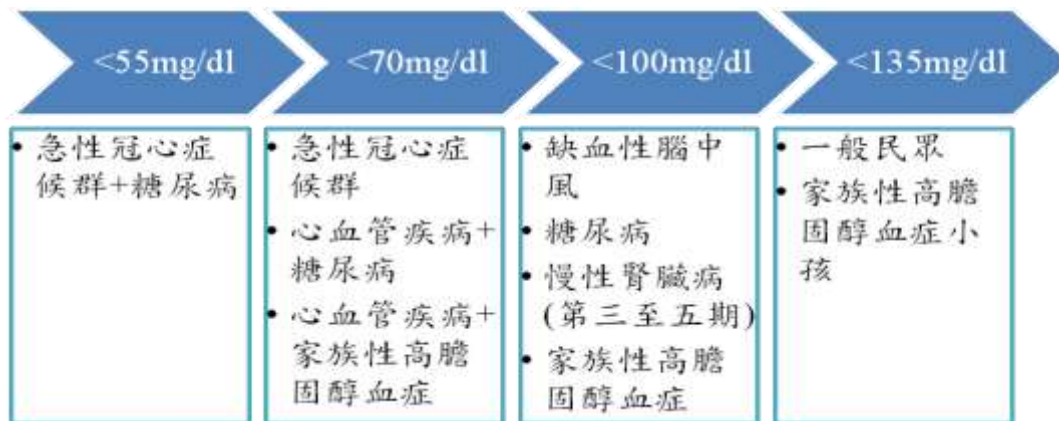 <55mg/dl
<70mg/dl
<100mg/dl
<135mg/dl
• 急性冠心症
候群+糖尿病
• 急性冠心症
候群
• 心血管疾病+
糖尿病
• 心血管疾病+
家族性高膽
固醇血症
• 缺血性腦中
風
• 糖尿病
• 慢性腎臟病
(第三至五期)
• 家族性高膽
固醇血症
• 一般民眾
• 家族性高膽
固醇血症小
孩